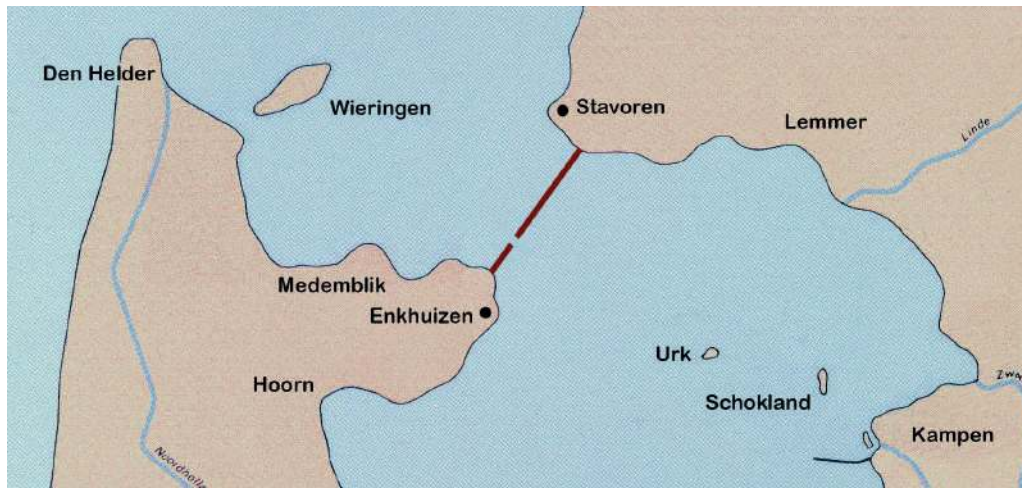 Den Helder
Wieringen
Stavoren
Lemmer
Linde
Medemblik
Enkhuizen
Urk
Hoorn
Schokland
Kampen